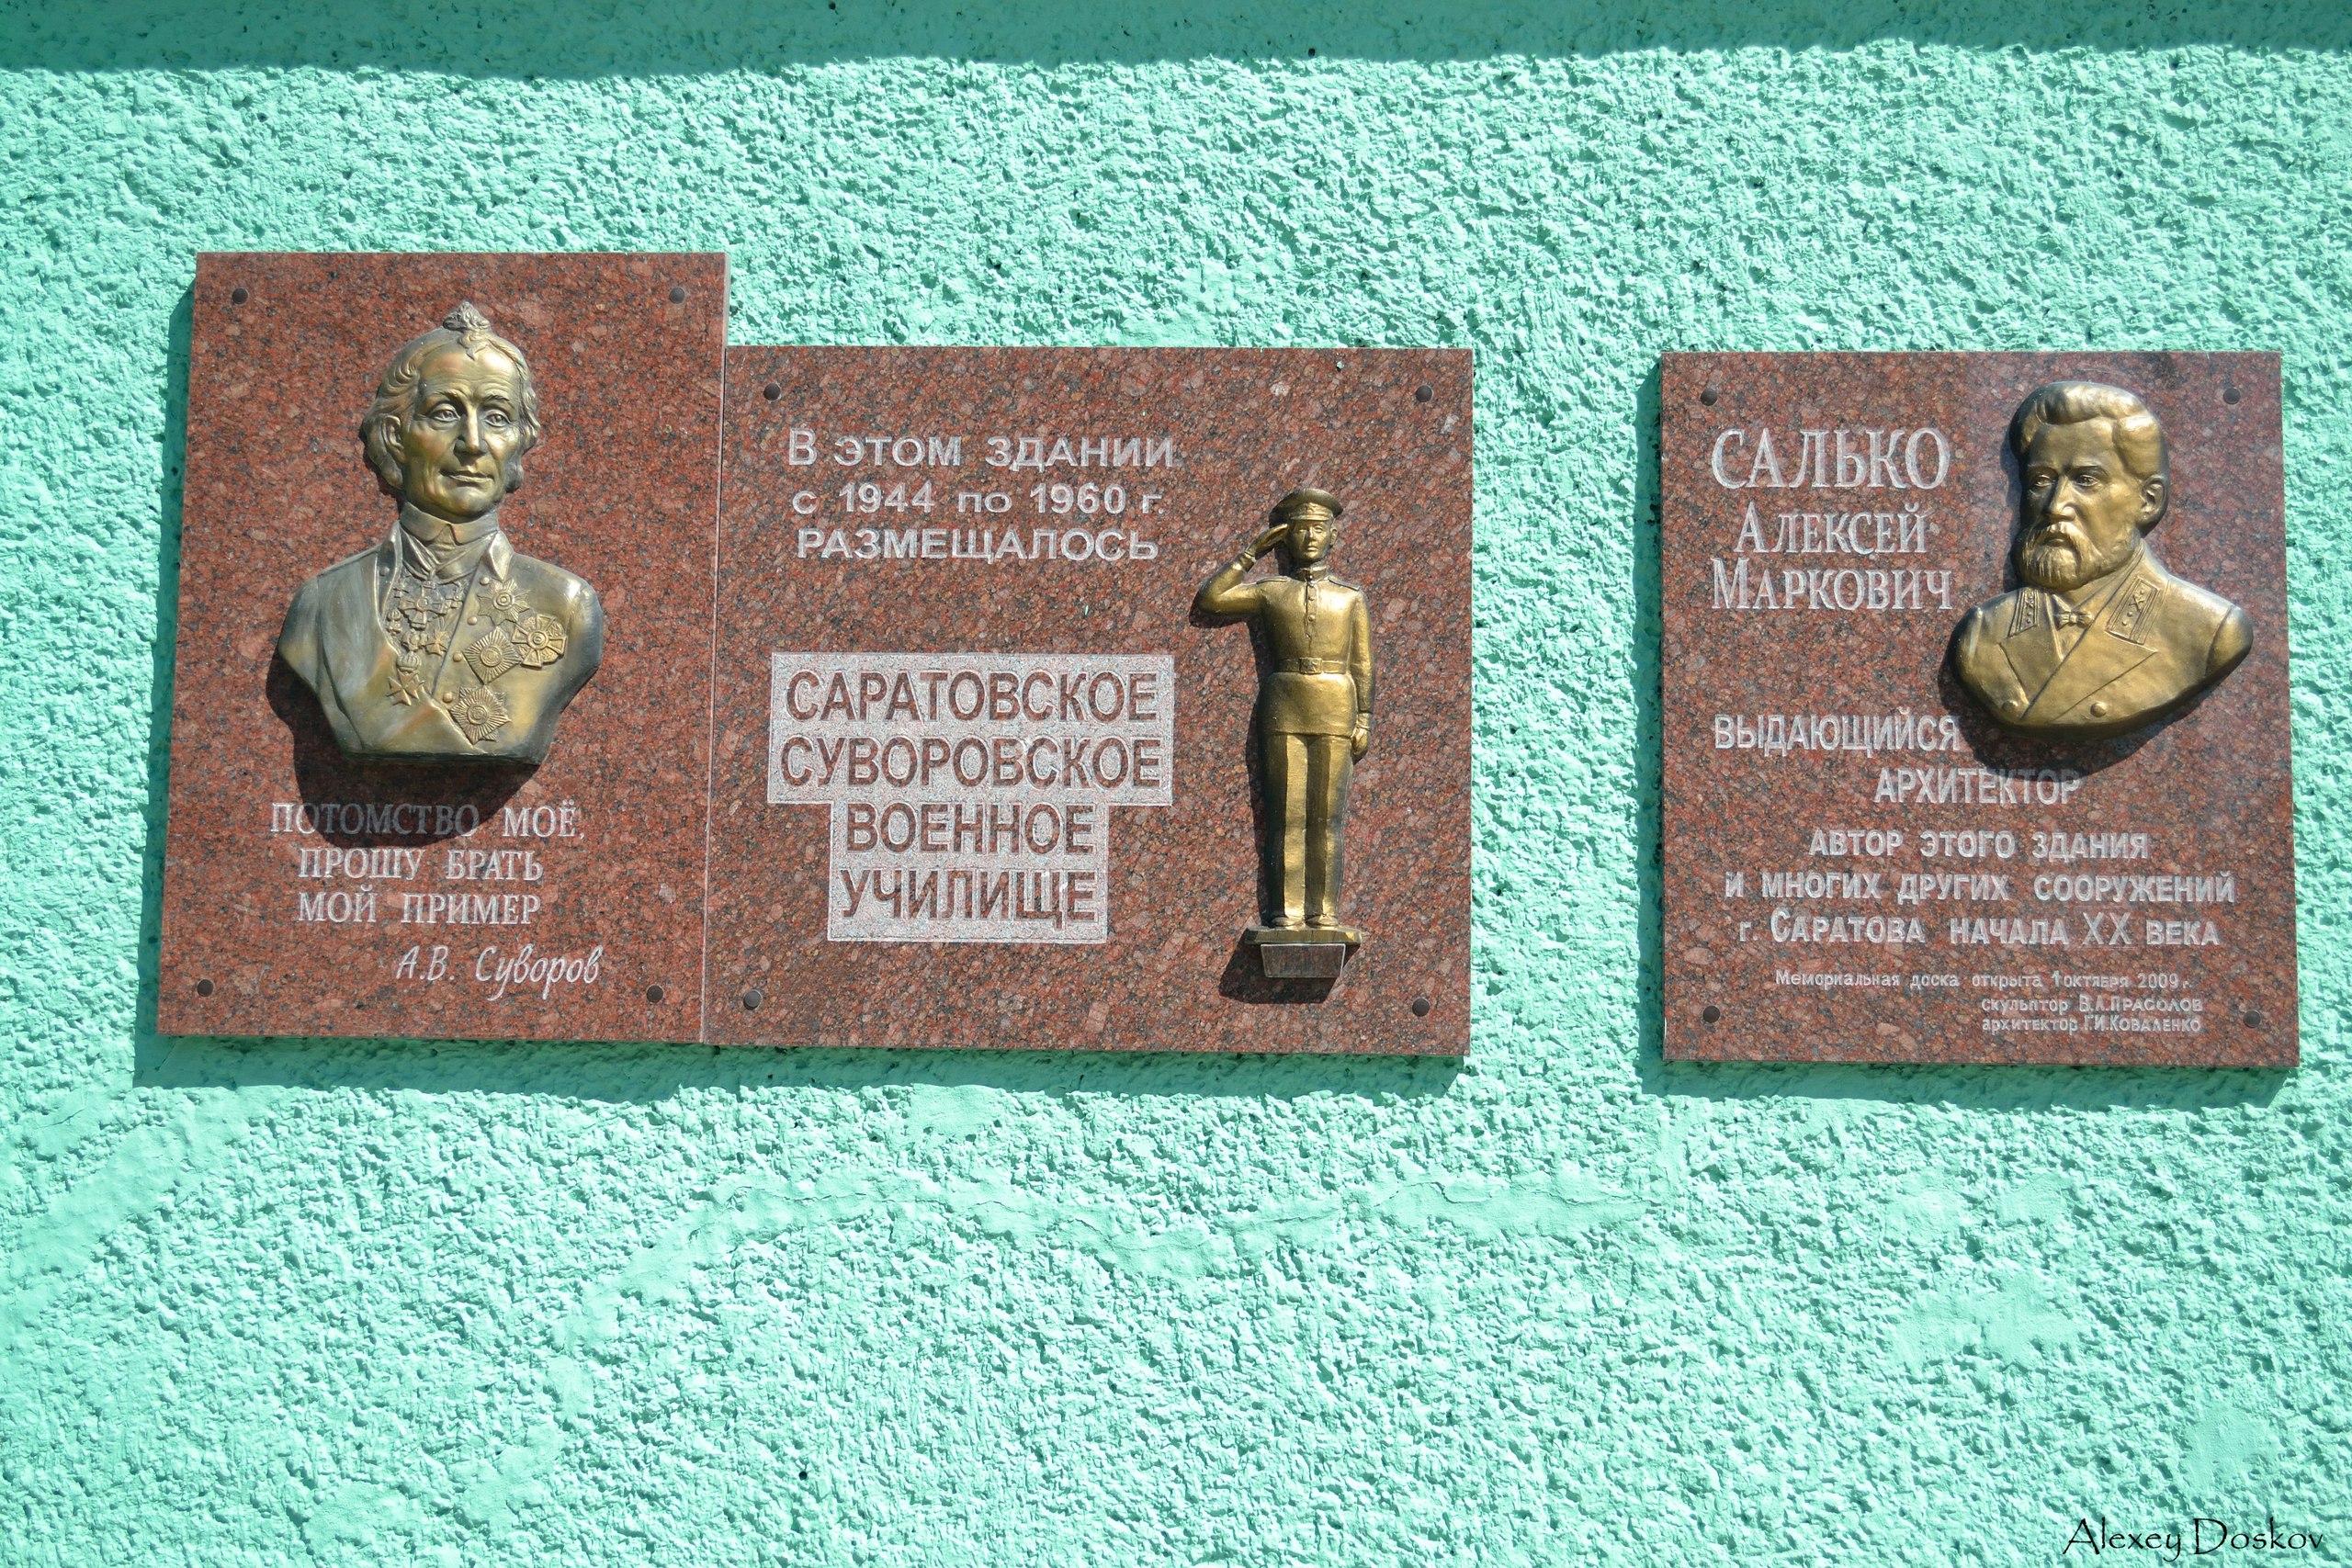 ПОТОМСТВО МОЁ,
ПРОШУ БРАТЬ
МОЙ ПРИМЕР
А.В. Суворов
В ЭТОМ ЗДАНИИ
с 1944 по 1960 г.
РАЗМЕЩАЛОСЬ
САРАТОВСКОЕ
СУВОРОВСКОЕ
ВОЕННОЕ
УЧИЛИЩЕ
САЛЬКО
АЛЕКСЕЙ
МАРКОВИЧ
ВЫДАЮЩИЙСЯ
АРХИТЕКТОР
АВТОР ЭТОГО ЗДАНИЯ
И МНОГИХ ДРУГИХ СООРУЖЕНИЙ
г. САРАТОВА НАЧАЛА XX ВЕКА
Мемориальная доска открыта 1 октября 2009 г.
скульптор В.А.Прасолов
архитектор Г.И.Коваленко
Alexey Doskov